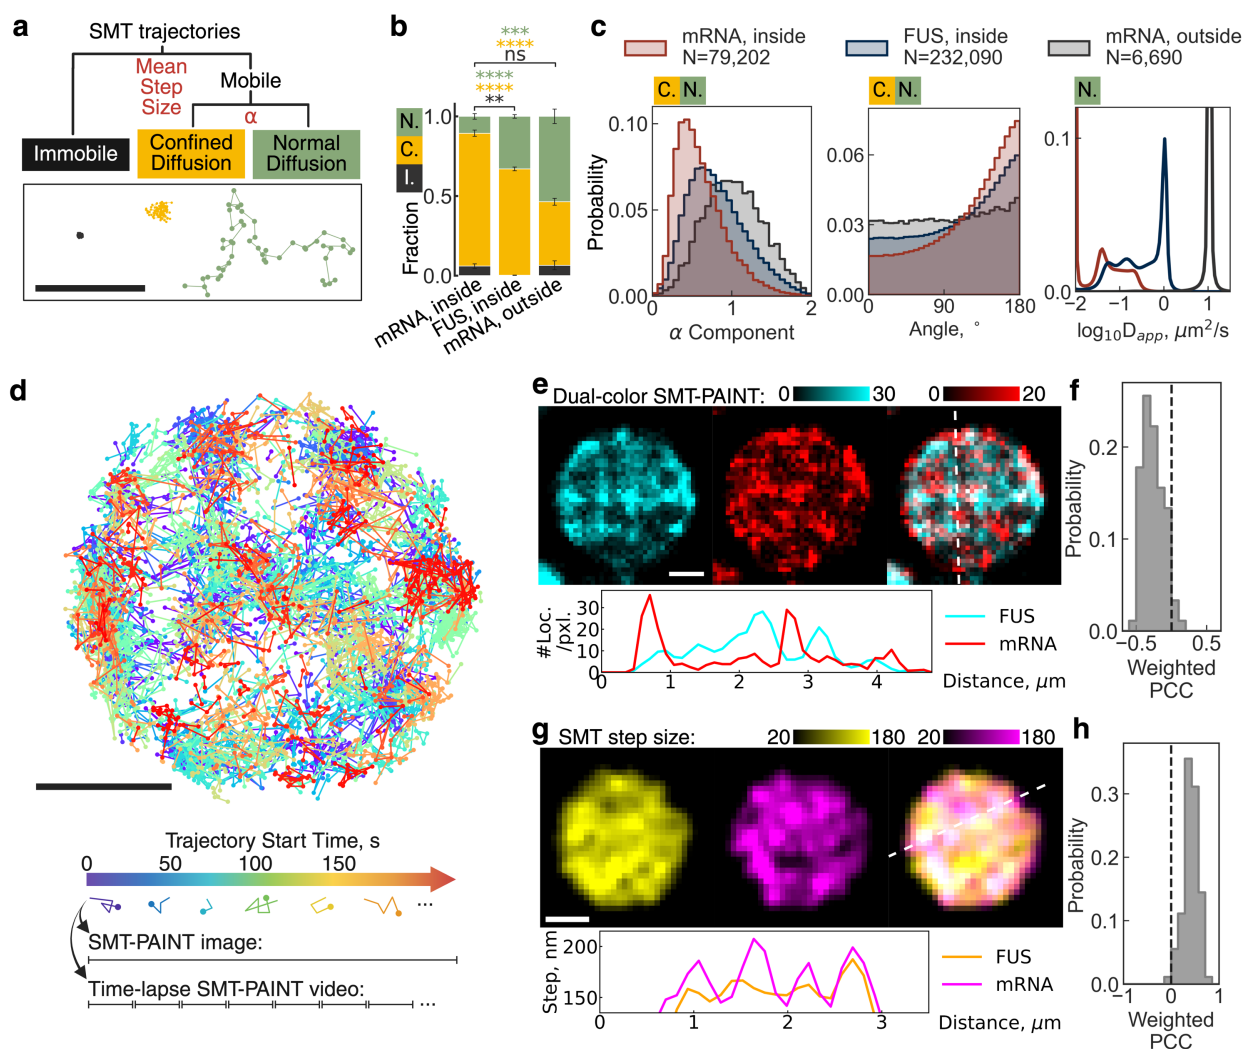 a
SMT trajectories
Mean
Step
Size
Mobile
α
Immobile
Confined
Diffusion
Normal
Diffusion
b
***
****
ns
****
****
**
N.
C.
I.
1.0
0.5
0.0
Fraction
mRNA, inside
FUS, inside
mRNA, outside
c
mRNA, inside
N=79,202
FUS, inside
N=232,090
mRNA, outside
N=6,690
C. N.
0.10
0.05
0.00
Probability
0 1 2
α Component
C. N.
0.06
0.03
0.00
0 90 180
Angle, °
N.
0.1
0.0
−2 −1 0 1
log10Dapp, μm2/s
d
Trajectory Start Time, s
0 50 100 150
...
SMT-PAINT image:
Time-lapse SMT-PAINT video:
...
e
Dual-color SMT-PAINT:
0 30
0 20
#Loc.
/pxl.
30
20
10
0
0 1 2 3 4
FUS
mRNA
Distance, μm
f
Probability
0.2
0.1
0.0
−0.5 0.5
Weighted
PCC
g
SMT step size:
20 180
20 180
Step, nm
200
150
0 1 2 3
FUS
mRNA
Distance, μm
h
Probability
0.3
0.2
0.1
0.0
−1 0 1
Weighted
PCC